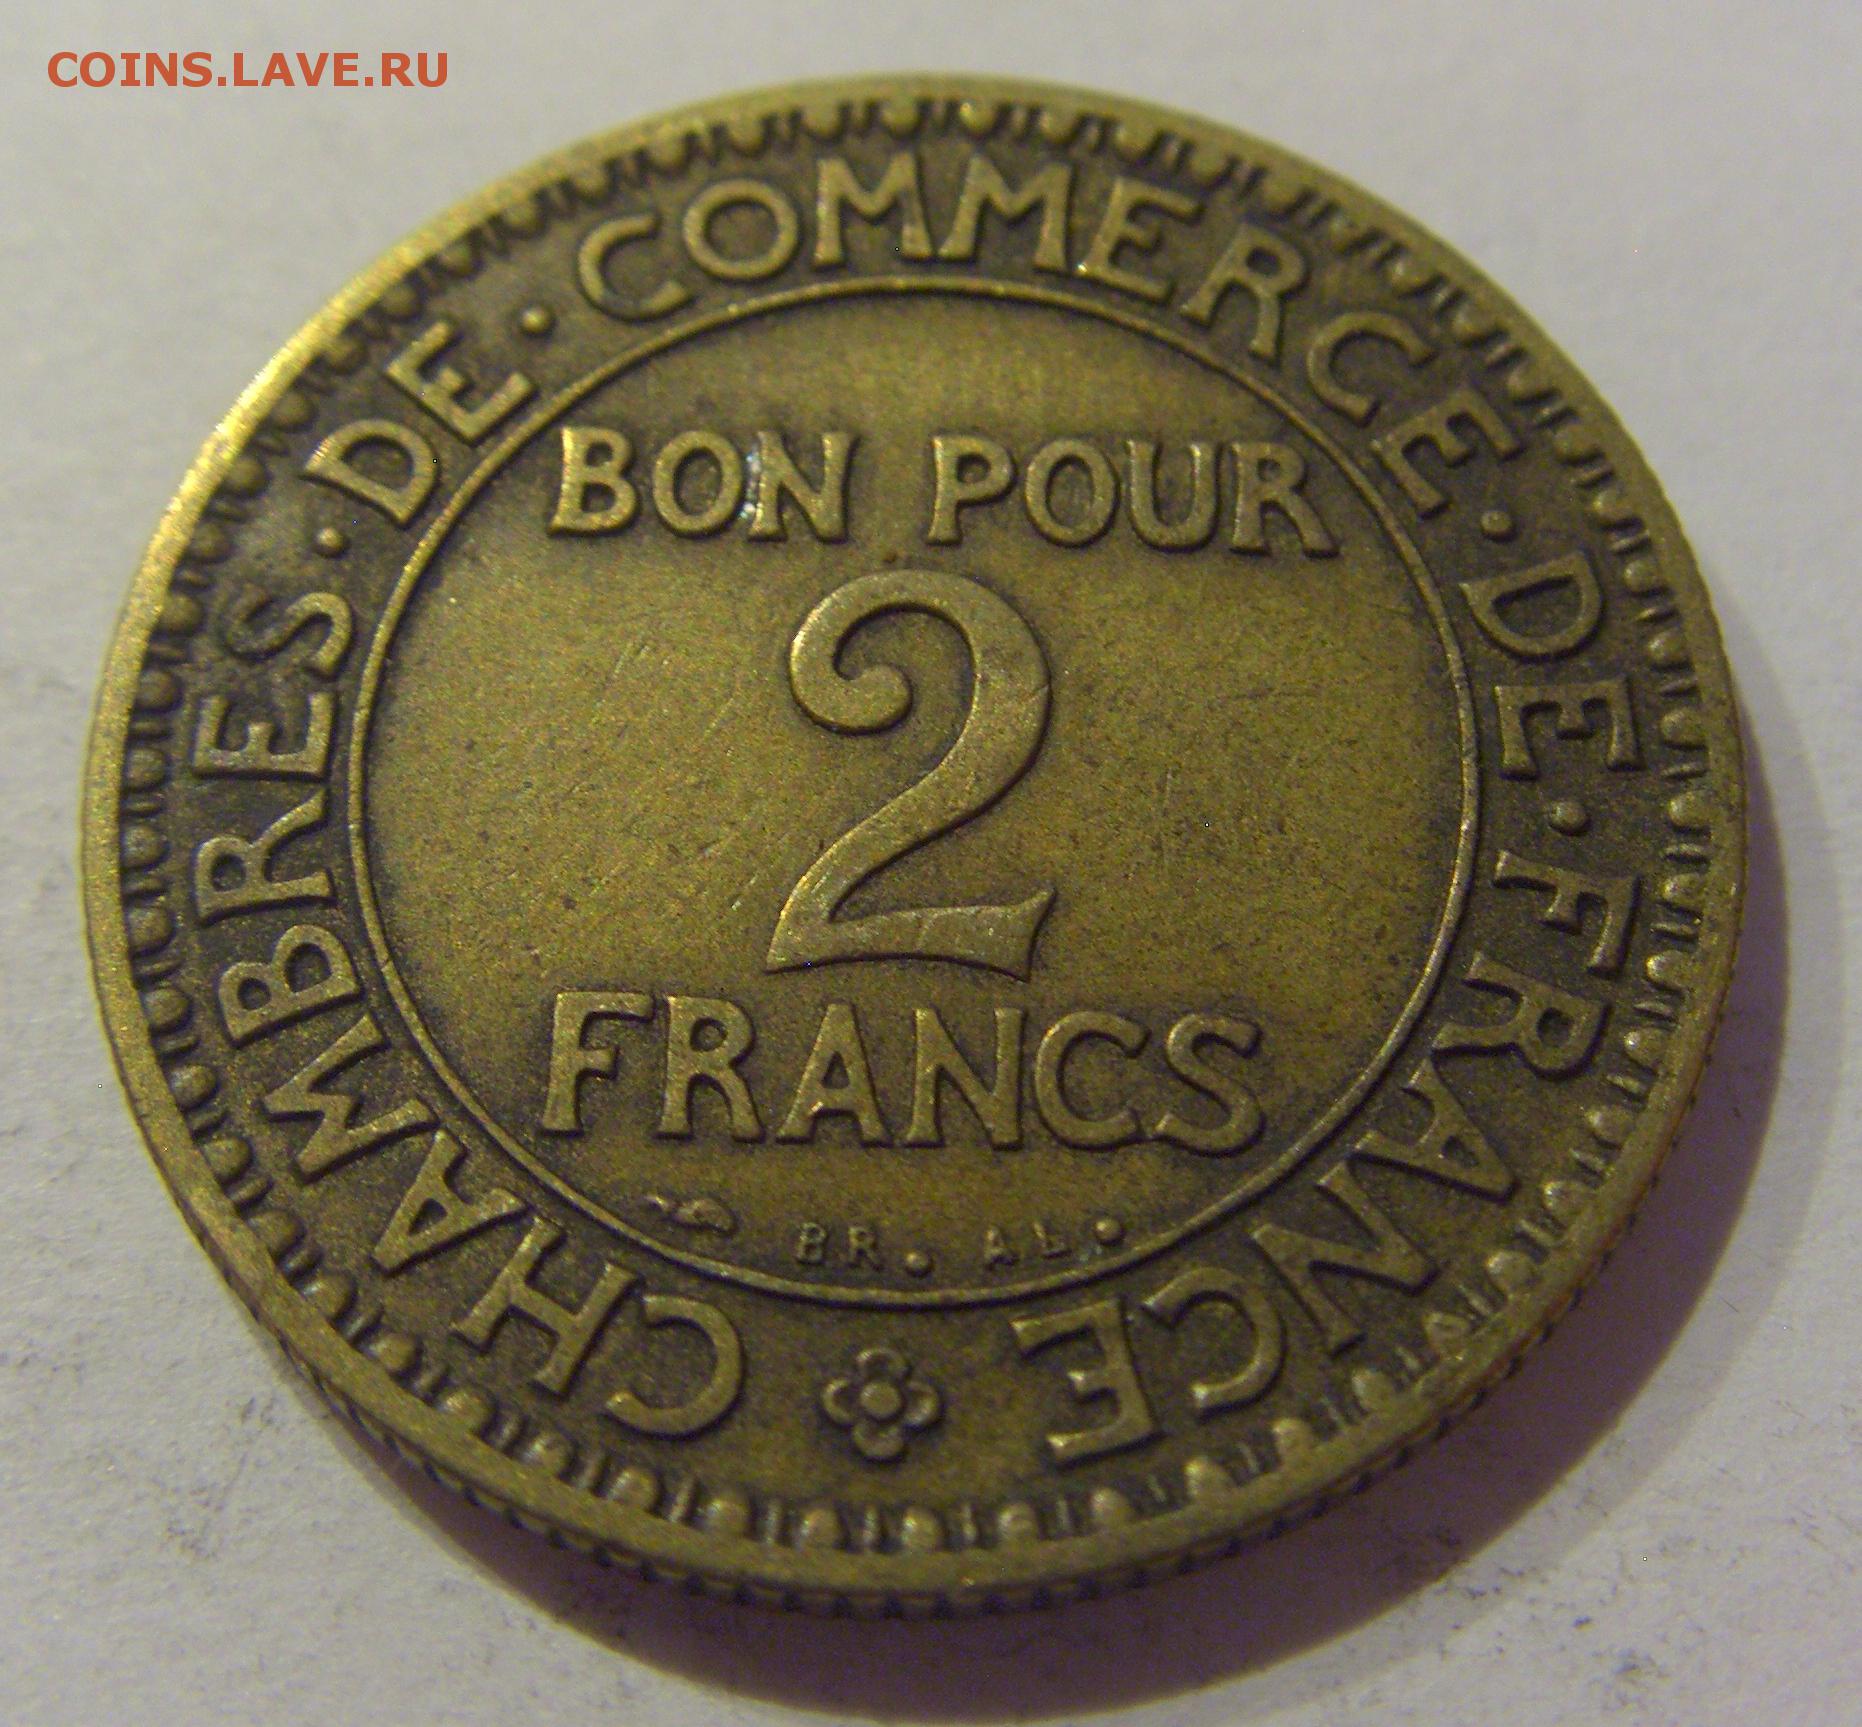 COINS.LAVE.RU
CHAMBRES·DE·COMMERCE·DE·FRANCE
BON POUR
2
FRANCS
BR. AL.